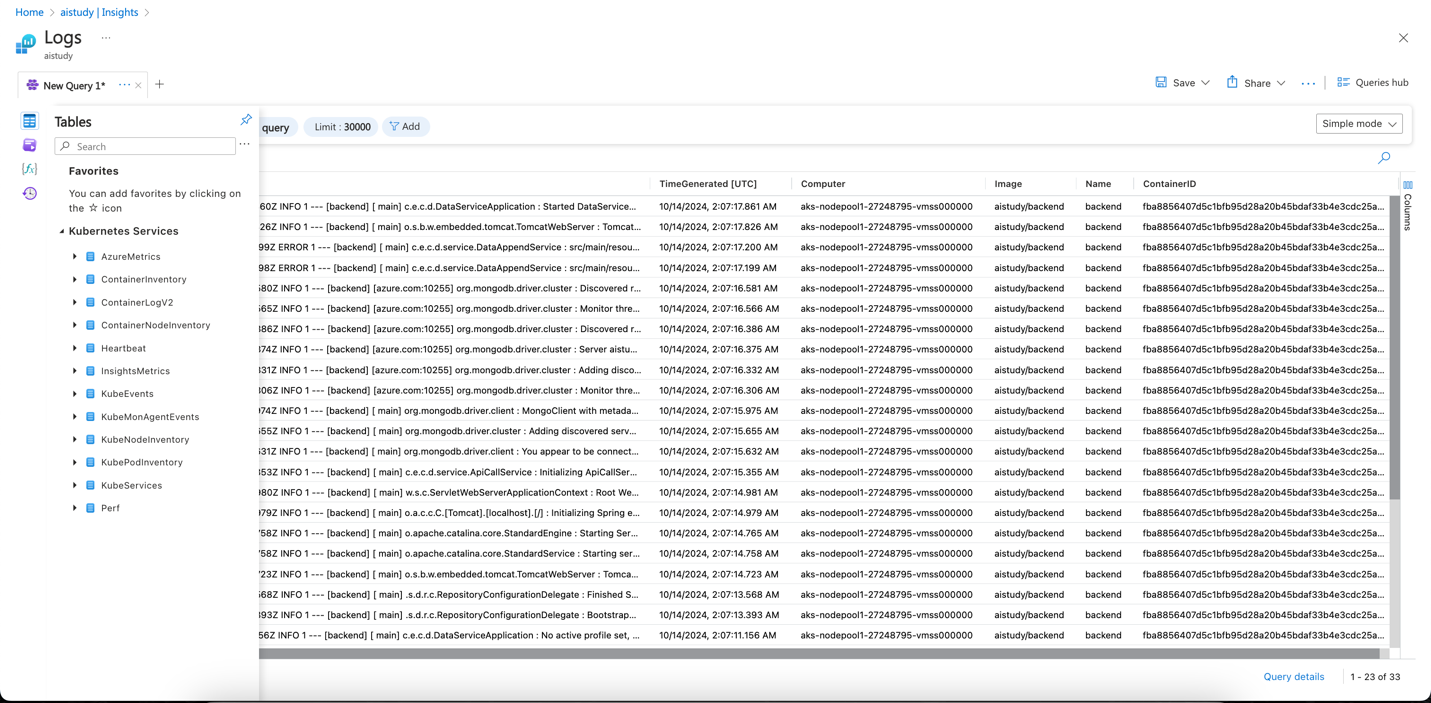 Home > aistudy | Insights >
Logs ...
aistudy
New Query 1* ... × +
Save Share ... | Queries hub
Tables
query Limit : 30000 Add Simple mode
Search ...
Favorites
You can add favorites by clicking on
the ☆ icon
Kubernetes Services
AzureMetrics
ContainerInventory
ContainerLogV2
ContainerNodeInventory
Heartbeat
InsightsMetrics
KubeEvents
KubeMonAgentEvents
KubeNodeInventory
KubePodInventory
KubeServices
Perf
TimeGenerated [UTC] Computer Image Name ContainerID
60Z INFO 1 --- [backend] [ main] c.e.c.d.DataServiceApplication : Started DataService... 10/14/2024, 2:07:17.861 AM aks-nodepool1-27248795-vmss000000 aistudy/backend backend fba8856407d5c1bfb95d28a20b45bdaf33b4e3cdc25a...
26Z INFO 1 --- [backend] [ main] o.s.b.w.embedded.tomcat.TomcatWebServer : Tomcat... 10/14/2024, 2:07:17.826 AM aks-nodepool1-27248795-vmss000000 aistudy/backend backend fba8856407d5c1bfb95d28a20b45bdaf33b4e3cdc25a...
99Z ERROR 1 --- [backend] [ main] c.e.c.d.service.DataAppendService : src/main/resou... 10/14/2024, 2:07:17.200 AM aks-nodepool1-27248795-vmss000000 aistudy/backend backend fba8856407d5c1bfb95d28a20b45bdaf33b4e3cdc25a...
98Z ERROR 1 --- [backend] [ main] c.e.c.d.service.DataAppendService : src/main/resou... 10/14/2024, 2:07:17.199 AM aks-nodepool1-27248795-vmss000000 aistudy/backend backend fba8856407d5c1bfb95d28a20b45bdaf33b4e3cdc25a...
580Z INFO 1 --- [backend] [azure.com:10255] org.mongodb.driver.cluster : Discovered r... 10/14/2024, 2:07:16.581 AM aks-nodepool1-27248795-vmss000000 aistudy/backend backend fba8856407d5c1bfb95d28a20b45bdaf33b4e3cdc25a...
565Z INFO 1 --- [backend] [azure.com:10255] org.mongodb.driver.cluster : Monitor thre... 10/14/2024, 2:07:16.566 AM aks-nodepool1-27248795-vmss000000 aistudy/backend backend fba8856407d5c1bfb95d28a20b45bdaf33b4e3cdc25a...
386Z INFO 1 --- [backend] [azure.com:10255] org.mongodb.driver.cluster : Discovered r... 10/14/2024, 2:07:16.386 AM aks-nodepool1-27248795-vmss000000 aistudy/backend backend fba8856407d5c1bfb95d28a20b45bdaf33b4e3cdc25a...
374Z INFO 1 --- [backend] [azure.com:10255] org.mongodb.driver.cluster : Server aistu... 10/14/2024, 2:07:16.375 AM aks-nodepool1-27248795-vmss000000 aistudy/backend backend fba8856407d5c1bfb95d28a20b45bdaf33b4e3cdc25a...
331Z INFO 1 --- [backend] [azure.com:10255] org.mongodb.driver.cluster : Adding disco... 10/14/2024, 2:07:16.332 AM aks-nodepool1-27248795-vmss000000 aistudy/backend backend fba8856407d5c1bfb95d28a20b45bdaf33b4e3cdc25a...
306Z INFO 1 --- [backend] [azure.com:10255] org.mongodb.driver.cluster : Monitor thre... 10/14/2024, 2:07:16.306 AM aks-nodepool1-27248795-vmss000000 aistudy/backend backend fba8856407d5c1bfb95d28a20b45bdaf33b4e3cdc25a...
974Z INFO 1 --- [backend] [ main] org.mongodb.driver.client : MongoClient with metada... 10/14/2024, 2:07:15.975 AM aks-nodepool1-27248795-vmss000000 aistudy/backend backend fba8856407d5c1bfb95d28a20b45bdaf33b4e3cdc25a...
655Z INFO 1 --- [backend] [ main] org.mongodb.driver.cluster : Adding discovered serv... 10/14/2024, 2:07:15.655 AM aks-nodepool1-27248795-vmss000000 aistudy/backend backend fba8856407d5c1bfb95d28a20b45bdaf33b4e3cdc25a...
631Z INFO 1 --- [backend] [ main] org.mongodb.driver.client : You appear to be connect... 10/14/2024, 2:07:15.632 AM aks-nodepool1-27248795-vmss000000 aistudy/backend backend fba8856407d5c1bfb95d28a20b45bdaf33b4e3cdc25a...
353Z INFO 1 --- [backend] [ main] c.e.c.d.service.ApiCallService : Initializing ApiCallSer... 10/14/2024, 2:07:15.355 AM aks-nodepool1-27248795-vmss000000 aistudy/backend backend fba8856407d5c1bfb95d28a20b45bdaf33b4e3cdc25a...
980Z INFO 1 --- [backend] [ main] w.s.c.ServletWebServerApplicationContext : Root We... 10/14/2024, 2:07:14.981 AM aks-nodepool1-27248795-vmss000000 aistudy/backend backend fba8856407d5c1bfb95d28a20b45bdaf33b4e3cdc25a...
979Z INFO 1 --- [backend] [ main] o.a.c.c.C.[Tomcat].[localhost].[/] : Initializing Spring e... 10/14/2024, 2:07:14.979 AM aks-nodepool1-27248795-vmss000000 aistudy/backend backend fba8856407d5c1bfb95d28a20b45bdaf33b4e3cdc25a...
758Z INFO 1 --- [backend] [ main] o.apache.catalina.core.StandardEngine : Starting Ser... 10/14/2024, 2:07:14.765 AM aks-nodepool1-27248795-vmss000000 aistudy/backend backend fba8856407d5c1bfb95d28a20b45bdaf33b4e3cdc25a...
758Z INFO 1 --- [backend] [ main] o.apache.catalina.core.StandardService : Starting ser... 10/14/2024, 2:07:14.758 AM aks-nodepool1-27248795-vmss000000 aistudy/backend backend fba8856407d5c1bfb95d28a20b45bdaf33b4e3cdc25a...
723Z INFO 1 --- [backend] [ main] o.s.b.w.embedded.tomcat.TomcatWebServer : Tomca... 10/14/2024, 2:07:14.723 AM aks-nodepool1-27248795-vmss000000 aistudy/backend backend fba8856407d5c1bfb95d28a20b45bdaf33b4e3cdc25a...
568Z INFO 1 --- [backend] [ main] .s.d.r.c.RepositoryConfigurationDelegate : Finished S... 10/14/2024, 2:07:13.568 AM aks-nodepool1-27248795-vmss000000 aistudy/backend backend fba8856407d5c1bfb95d28a20b45bdaf33b4e3cdc25a...
393Z INFO 1 --- [backend] [ main] .s.d.r.c.RepositoryConfigurationDelegate : Bootstrap... 10/14/2024, 2:07:13.393 AM aks-nodepool1-27248795-vmss000000 aistudy/backend backend fba8856407d5c1bfb95d28a20b45bdaf33b4e3cdc25a...
56Z INFO 1 --- [backend] [ main] c.e.c.d.DataServiceApplication : No active profile set, ... 10/14/2024, 2:07:11.156 AM aks-nodepool1-27248795-vmss000000 aistudy/backend backend fba8856407d5c1bfb95d28a20b45bdaf33b4e3cdc25a...
Columns
Query details | 1 - 23 of 33